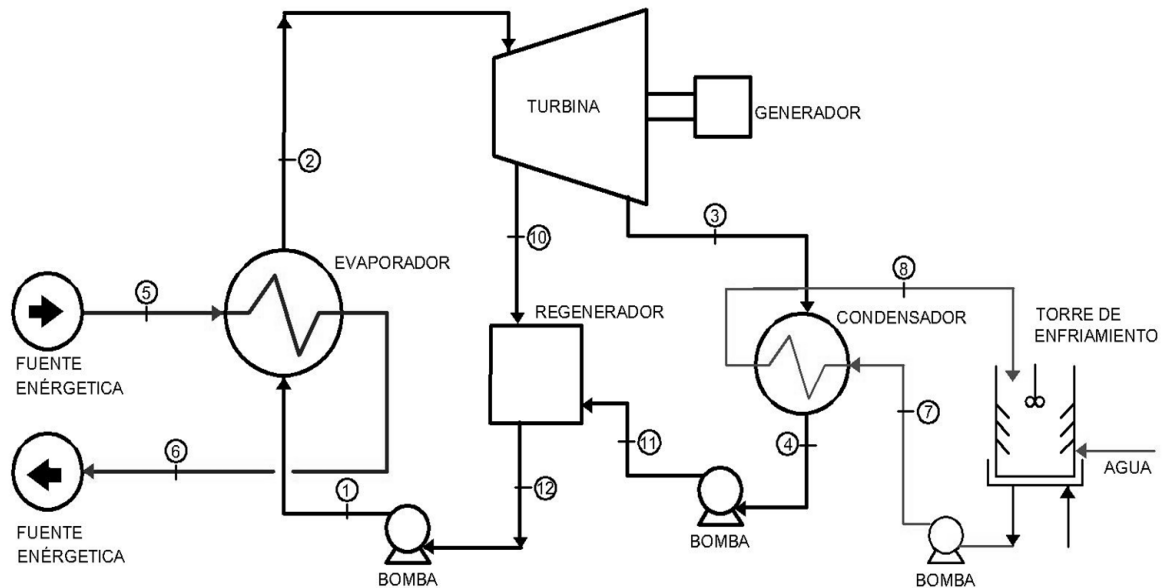 TURBINA
GENERADOR
2
3
10
8
EVAPORADOR
5
REGENERADOR
CONDENSADOR
TORRE DE
ENFRIAMIENTO
FUENTE
ENÉRGETICA
7
6
11
4
AGUA
1
12
FUENTE
ENÉRGETICA
BOMBA
BOMBA
BOMBA